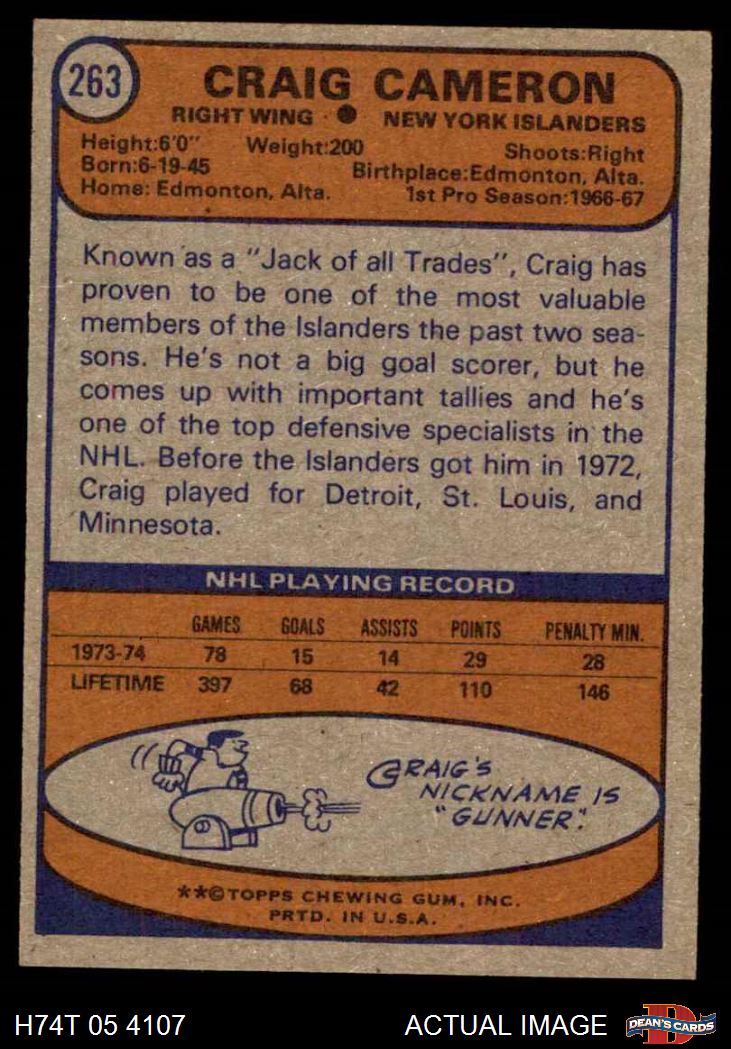 263
CRAIG CAMERON
RIGHT WING • NEW YORK ISLANDERS
Height:6'0" Weight:200 Shoots:Right
Born:6-19-45 Birthplace:Edmonton, Alta.
Home: Edmonton, Alta. 1st Pro Season:1966-67
Known as a "Jack of all Trades", Craig has
proven to be one of the most valuable
members of the Islanders the past two sea-
sons. He's not a big goal scorer, but he
comes up with important tallies and he's
one of the top defensive specialists in the
NHL. Before the Islanders got him in 1972,
Craig played for Detroit, St. Louis, and
Minnesota.
NHL PLAYING RECORD
GAMES GOALS ASSISTS POINTS PENALTY MIN.
1973-74 78 15 14 29 28
LIFETIME 397 68 42 110 146
CRAIG'S
NICKNAME IS
"GUNNER."
**©TOPPS CHEWING GUM, INC.
PRTD. IN U.S.A.
H74T 05 4107 ACTUAL IMAGE D DEAN'S CARDS